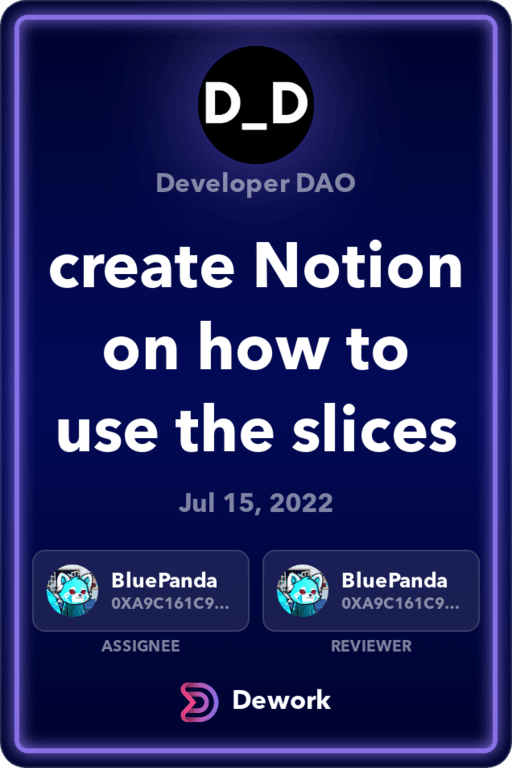 D_D
Developer DAO
create Notion
on how to
use the slices
Jul 15, 2022
BluePanda
0XA9C161C9...
ASSIGNEE
BluePanda
0XA9C161C9...
REVIEWER
Dework